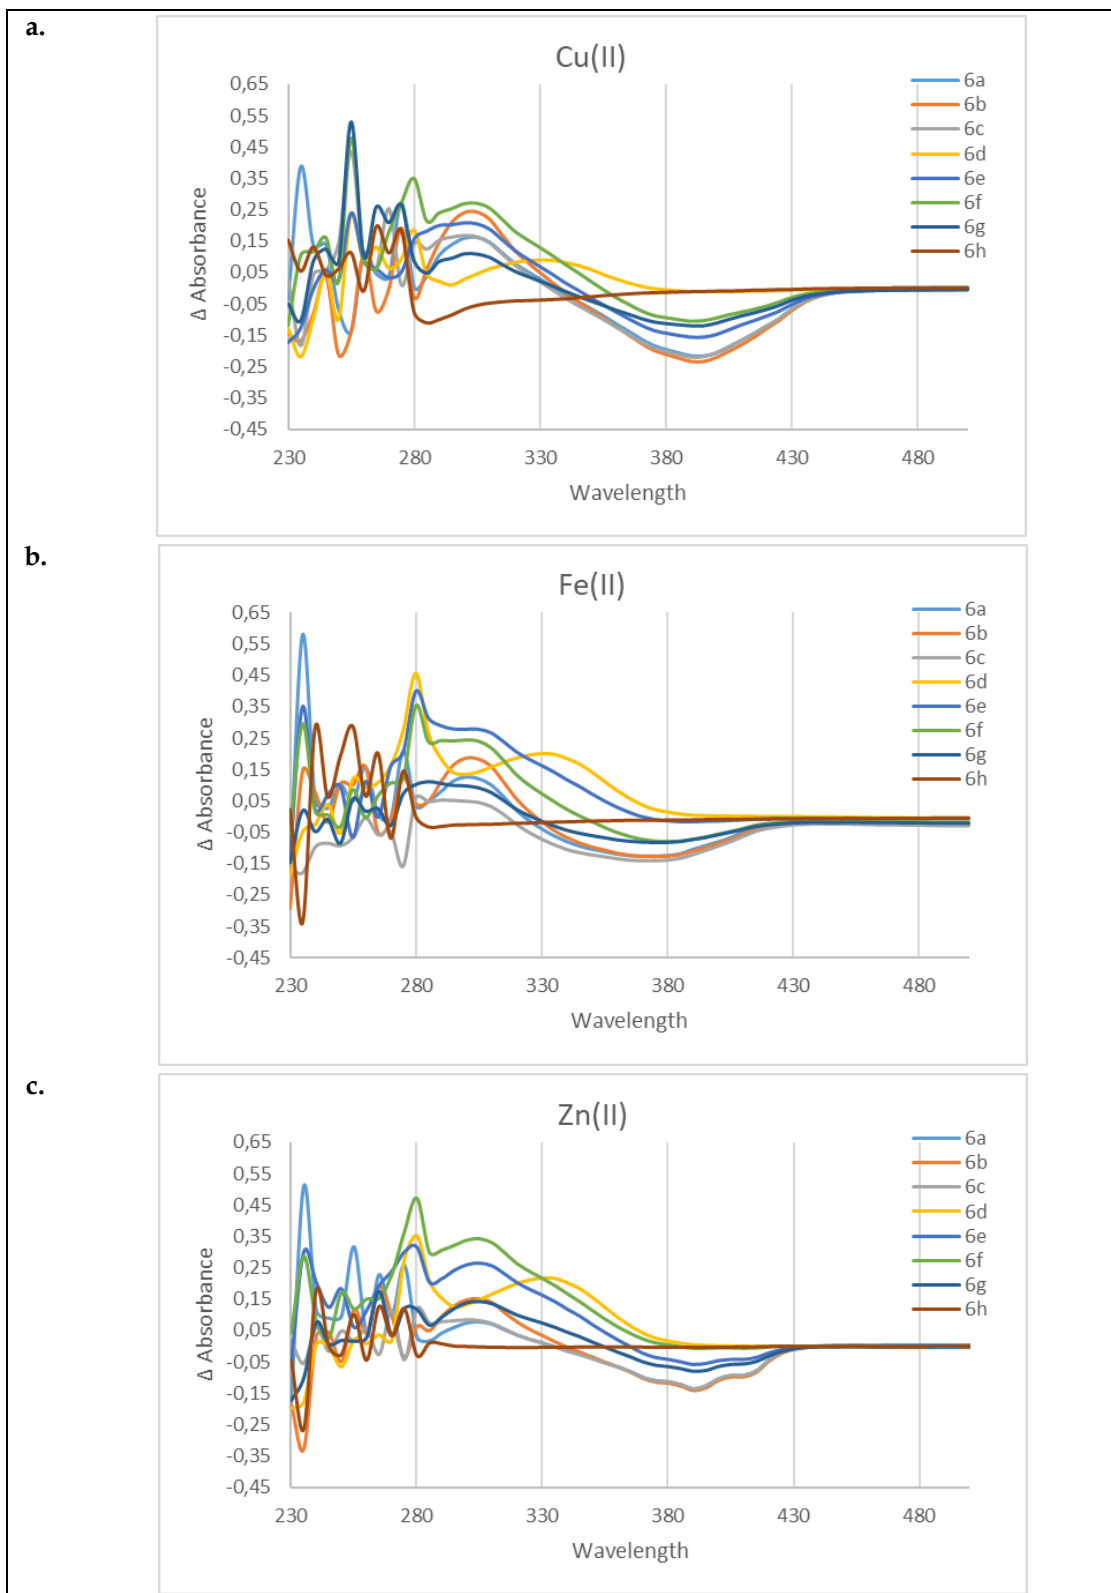 a.
Cu(II)
0,65
0,55
0,45
0,35
0,25
0,15
0,05
-0,05
-0,15
-0,25
-0,35
-0,45
Δ Absorbance
230 280 330 380 430 480
Wavelength
6a
6b
6c
6d
6e
6f
6g
6h
b.
Fe(II)
0,65
0,55
0,45
0,35
0,25
0,15
0,05
-0,05
-0,15
-0,25
-0,35
-0,45
Δ Absorbance
230 280 330 380 430 480
Wavelength
6a
6b
6c
6d
6e
6f
6g
6h
c.
Zn(II)
0,65
0,55
0,45
0,35
0,25
0,15
0,05
-0,05
-0,15
-0,25
-0,35
-0,45
Δ Absorbance
230 280 330 380 430 480
Wavelength
6a
6b
6c
6d
6e
6f
6g
6h